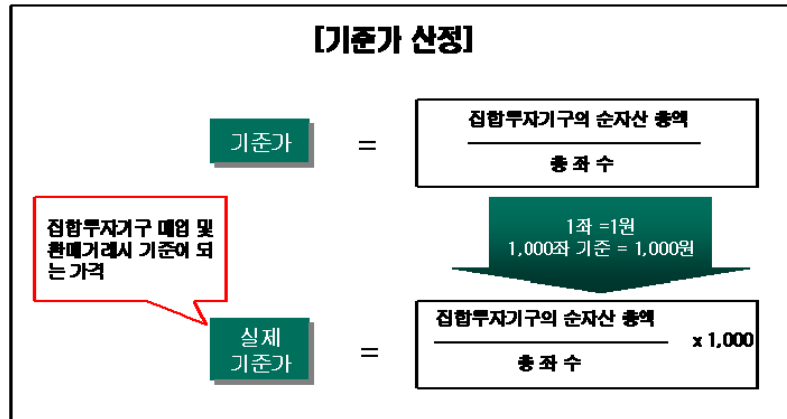 [기준가 산정]
기준가
=
집합투자기구의 순자산 총액
총 좌 수
집합투자기구 매입 및
환매거래시 기준이 되
는 가격
1좌 =1원
1,000좌 기준 = 1,000원
실제
기준가
=
집합투자기구의 순자산 총액
총 좌 수
x 1,000